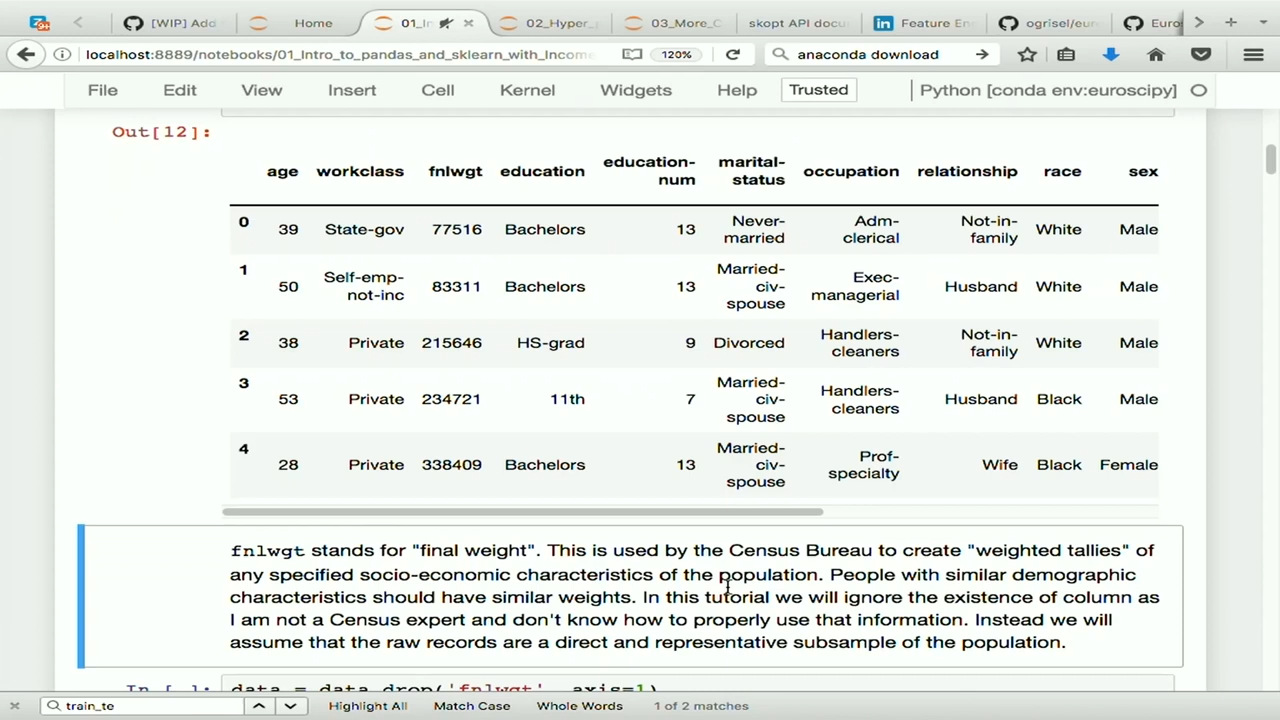 [WIP] Add
Home
01_In
02_Hyper_
03_More_C
skopt API docu
Feature En
ogrisel/eur
Euros
localhost:8889/notebooks/01_Intro_to_pandas_and_sklearn_with_Incom
120%
anaconda download
File Edit View Insert Cell Kernel Widgets Help Trusted Python [conda env:euroscipy]
Out[12]:
age workclass fnlwgt education education-num marital-status occupation relationship race sex
0 39 State-gov 77516 Bachelors 13 Never-married Adm-clerical Not-in-family White Male
1 50 Self-emp-not-inc 83311 Bachelors 13 Married-civ-spouse Exec-managerial Husband White Male
2 38 Private 215646 HS-grad 9 Divorced Handlers-cleaners Not-in-family White Male
3 53 Private 234721 11th 7 Married-civ-spouse Handlers-cleaners Husband Black Male
4 28 Private 338409 Bachelors 13 Married-civ-spouse Prof-specialty Wife Black Female
fnlwgt stands for "final weight". This is used by the Census Bureau to create "weighted tallies" of
any specified socio-economic characteristics of the population. People with similar demographic
characteristics should have similar weights. In this tutorial we will ignore the existence of column as
I am not a Census expert and don't know how to properly use that information. Instead we will
assume that the raw records are a direct and representative subsample of the population.
In [ ]: data = data.drop('fnlwgt', axis=1)
train_te
Highlight All Match Case Whole Words 1 of 2 matches